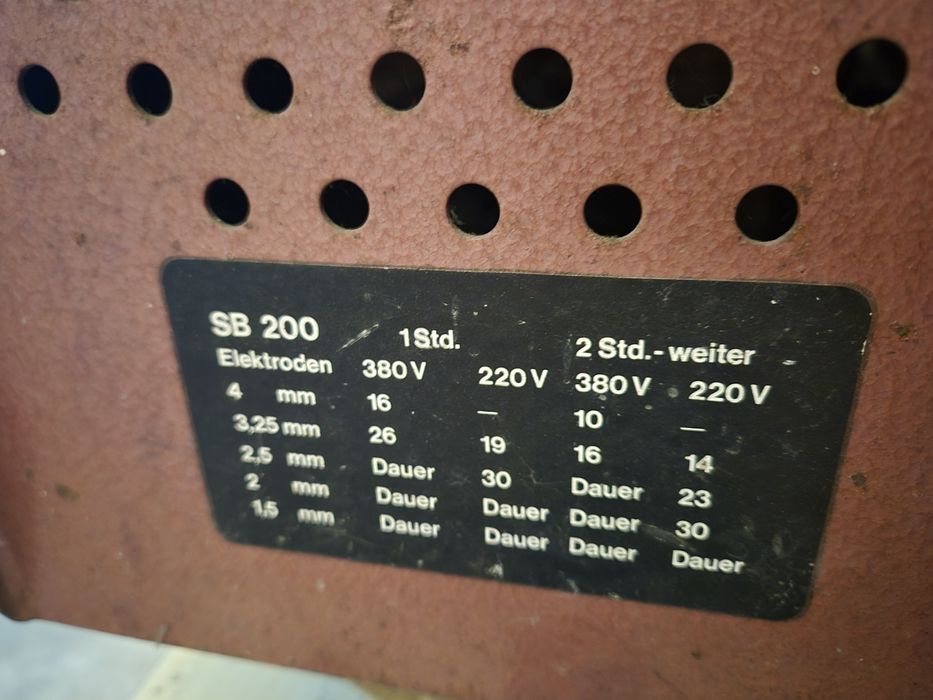 SB 200 1 Std. 2 Std. - weiter
Elektroden 380 V 220 V 380 V 220 V
4 mm 16 — 10 —
3,25 mm 26 19 16 14
2,5 mm Dauer 30 Dauer 23
2 mm Dauer Dauer Dauer 30
1,5 mm Dauer Dauer Dauer Dauer